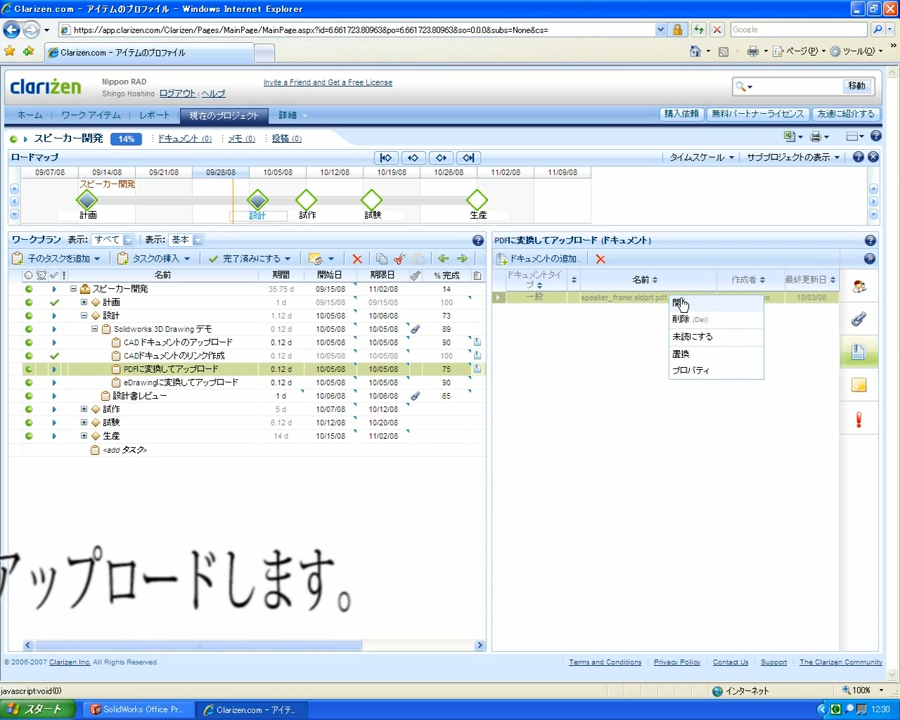 Clarizen.com - アイテムのプロファイル - Windows Internet Explorer
https://app.clarizen.com/Clarizen/Pages/MainPage/MainPage.aspx?id=6.661723.80963&po=6.661723.80963&so=0.0.0&subs=None&cs=
Google
Clarizen.com - アイテムのプロファイル
ページ(P)
ツール(O)
clarizen
Nippon RAD
Shingo Hoshino ログアウト・ヘルプ
Invite a Friend and Get a Free License
移動
ホーム ワーク アイテム レポート 現在のプロジェクト 詳細
購入依頼 無料パートナーライセンス 友達に紹介する
スピーカー開発 14% ドキュメント (0) メモ (0) 投稿 (0)
ロードマップ
タイムスケール サブプロジェクトの表示
09/07/08 09/14/08 09/21/08 09/28/08 10/05/08 10/12/08 10/19/08 10/26/08 11/02/08 11/09/08
スピーカー開発
計画 設計 試作 試験 生産
ワークプラン 表示: すべて 表示: 基本
子のタスクを追加 タスクの挿入 完了済みにする
名前 期間 開始日 期限日 % 完成
スピーカー開発 35.75 d 09/15/08 11/02/08 14
計画 1 d 09/15/08 09/15/08 100
設計 1.12 d 10/05/08 10/06/08 73
Solidworks 3D Drawing デモ 0.12 d 10/05/08 10/05/08 89
CADドキュメントのアップロード 0.12 d 10/05/08 10/05/08 90
CADドキュメントのリンク作成 0.12 d 10/05/08 10/05/08 100
PDFに変換してアップロード 0.12 d 10/05/08 10/05/08 75
eDrawingに変換してアップロード 0.12 d 10/05/08 10/05/08 90
設計書レビュー 1 d 10/06/08 10/06/08 65
試作 5 d 10/07/08 10/13/08
試験 6.12 d 10/13/08 10/20/08
生産 14 d 10/15/08 11/02/08
<add タスク>
PDFに変換してアップロード (ドキュメント)
ドキュメントの追加
ドキュメントタイプ 名前 作成者 最終更新日
一般 speaker_frame.sldprt.pdf 10/03/08
削除 (Del)
未読にする
置換
プロパティ
アップロードします。
© 2006-2007 Clarizen Inc. All Rights Reserved.
Terms and Conditions Privacy Policy Contact Us Support The Clarizen Community
javascript:void(0)
インターネット
100%
スタート
SolidWorks Office Pr...
Clarizen.com - アイテ...
12:30